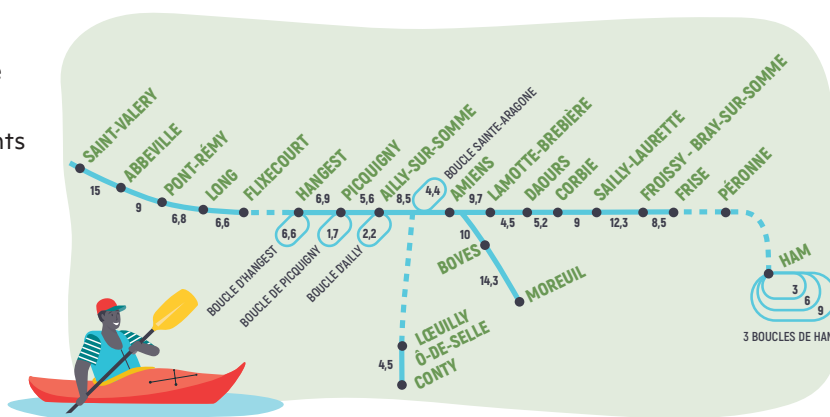 nts
SAINT-VALERY
15
ABBEVILLE
9
PONT-RÉMY
6,8
LONG
6,6
FLIXECOURT
HANGEST
6,9
PICQUIGNY
5,6
AILLY-SUR-SOMME
8,5
BOUCLE SAINTE-ARAGONE
4,4
AMIENS
9,7
LAMOTTE-BREBIÈRE
4,5
DAOURS
5,2
CORBIE
9
SAILLY-LAURETTE
12,3
FROISSY - BRAY-SUR-SOMME
8,5
FRISE
PÉRONNE
HAM
3
6
9
3 BOUCLES DE HAM
6,6
BOUCLE D'HANGEST
1,7
BOUCLE DE PICQUIGNY
2,2
BOUCLE D'AILLY
10
BOVES
14,3
MOREUIL
LŒUILLY
Ô-DE-SELLE
4,5
CONTY